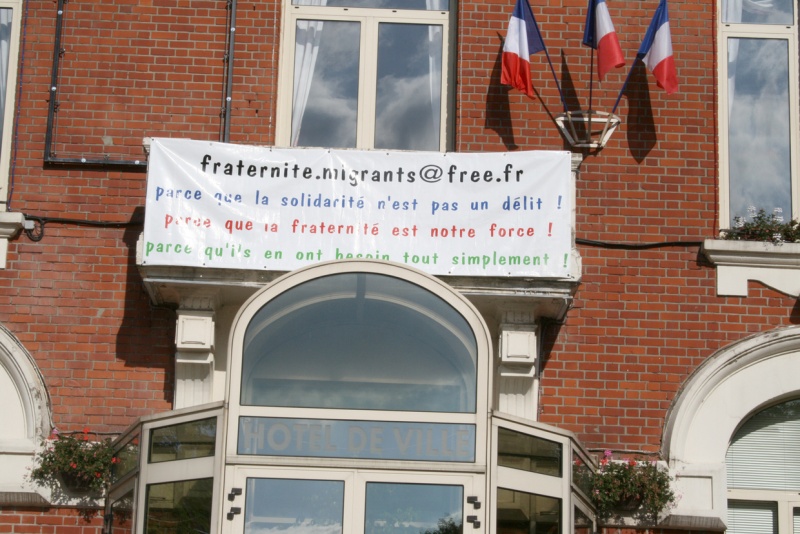 fraternite.migrants@free.fr
parce que la solidarité n'est pas un délit !
parce que la fraternité est notre force !
parce qu'ils en ont besoin tout simplement !
HOTEL DE VILLE